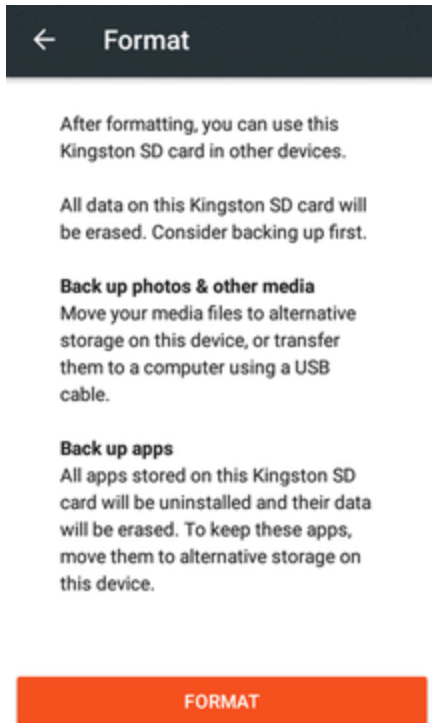 Format
After formatting, you can use this
Kingston SD card in other devices.
All data on this Kingston SD card will
be erased. Consider backing up first.
Back up photos & other media
Move your media files to alternative
storage on this device, or transfer
them to a computer using a USB
cable.
Back up apps
All apps stored on this Kingston SD
card will be uninstalled and their data
will be erased. To keep these apps,
move them to alternative storage on
this device.
FORMAT